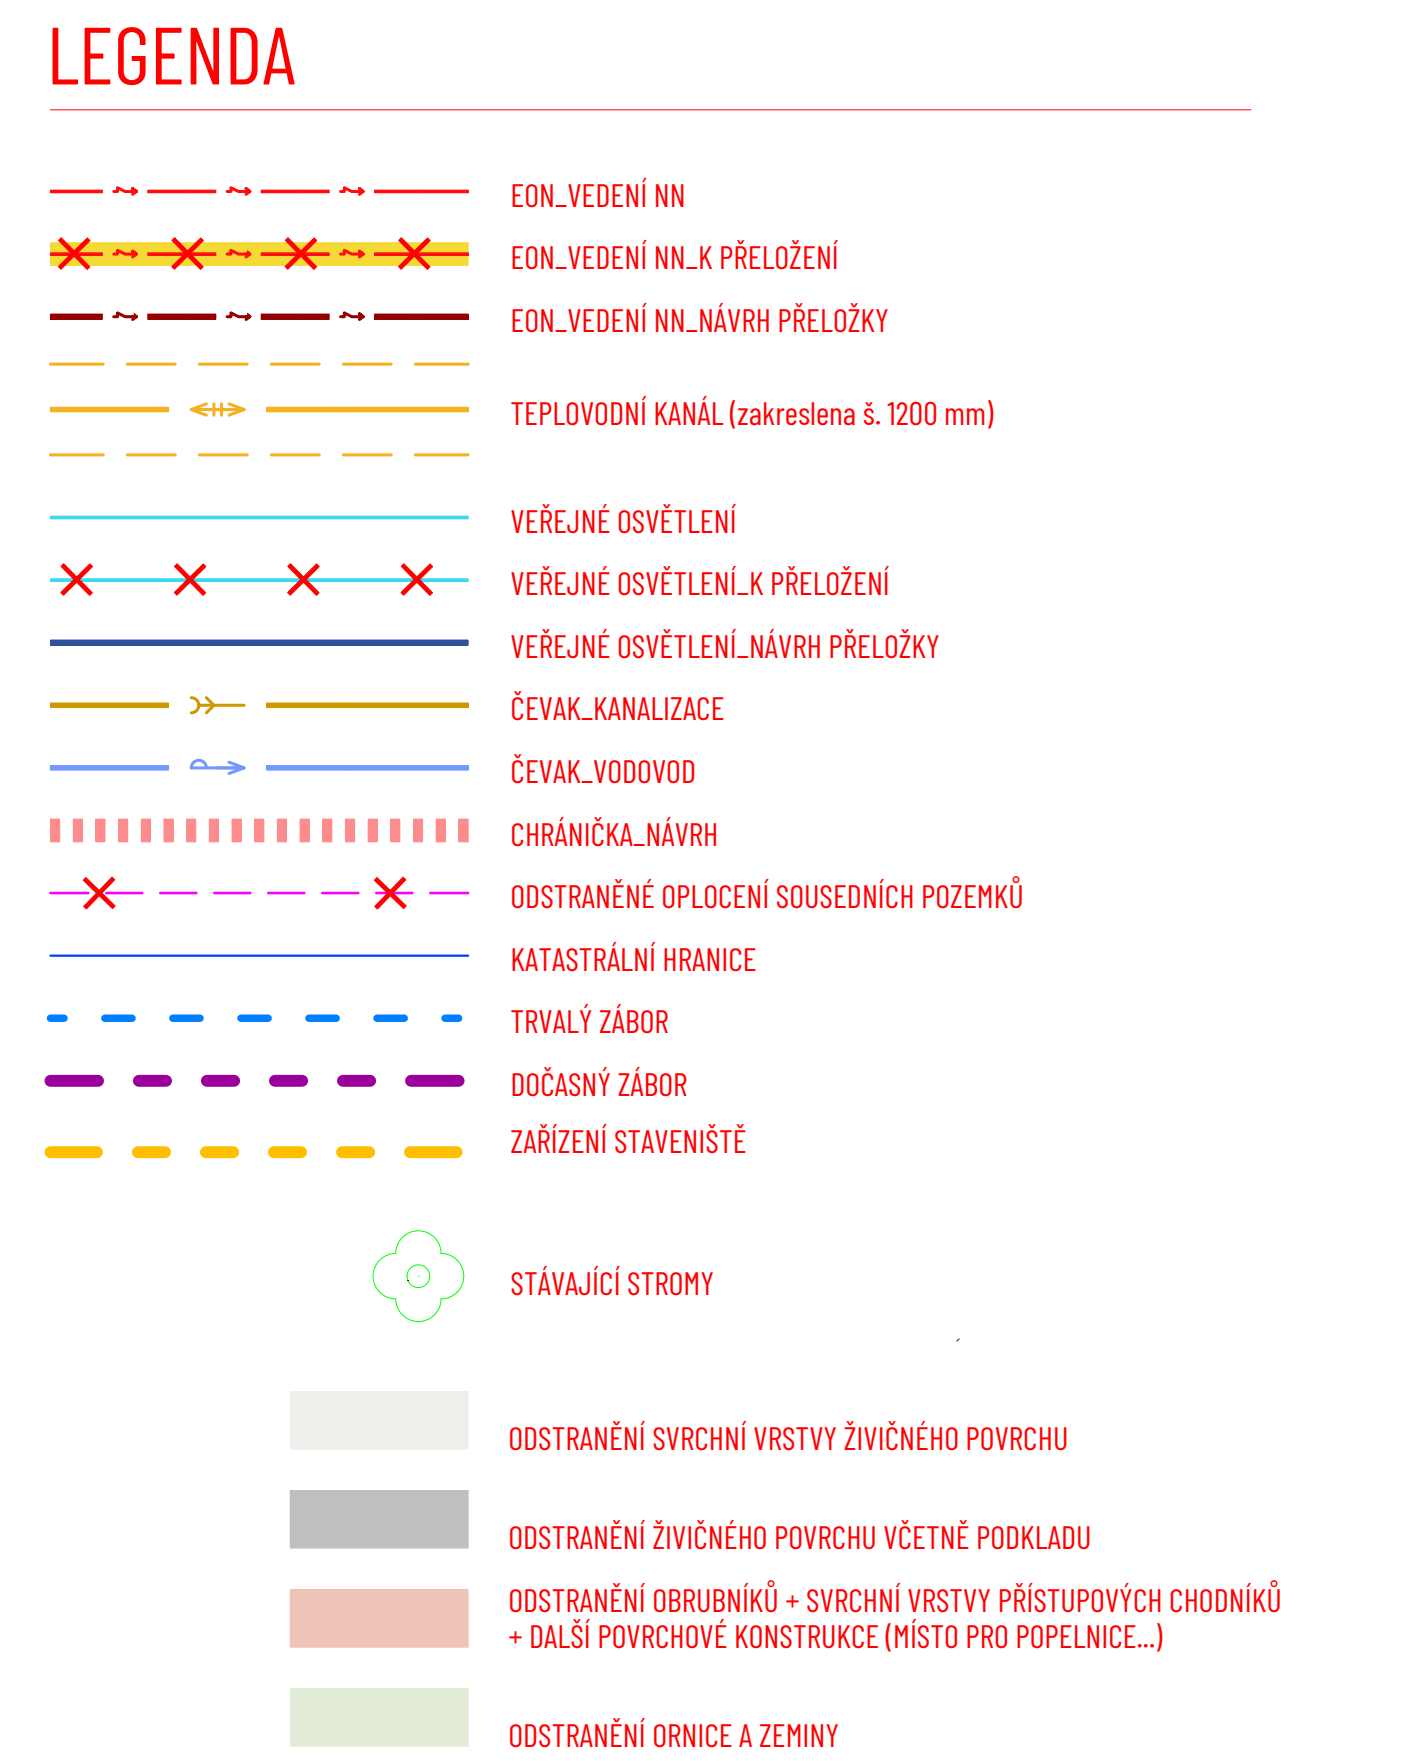 LEGENDA
EON_VEDENÍ NN
EON_VEDENÍ NN_K PŘELOŽENÍ
EON_VEDENÍ NN_NÁVRH PŘELOŽKY
TEPLOVODNÍ KANÁL (zakreslena š. 1200 mm)
VEŘEJNÉ OSVĚTLENÍ
VEŘEJNÉ OSVĚTLENÍ_K PŘELOŽENÍ
VEŘEJNÉ OSVĚTLENÍ_NÁVRH PŘELOŽKY
ČEVAK_KANALIZACE
ČEVAK_VODOVOD
CHRÁNIČKA_NÁVRH
ODSTRANĚNÉ OPLOCENÍ SOUSEDNÍCH POZEMKŮ
KATASTRÁLNÍ HRANICE
TRVALÝ ZÁBOR
DOČASNÝ ZÁBOR
ZAŘÍZENÍ STAVENIŠTĚ
STÁVAJÍCÍ STROMY
ODSTRANĚNÍ SVRCHNÍ VRSTVY ŽIVIČNÉHO POVRCHU
ODSTRANĚNÍ ŽIVIČNÉHO POVRCHU VČETNĚ PODKLADU
ODSTRANĚNÍ OBRUBNÍKŮ + SVRCHNÍ VRSTVY PŘÍSTUPOVÝCH CHODNÍKŮ
+ DALŠÍ POVRCHOVÉ KONSTRUKCE (MÍSTO PRO POPELNICE...)
ODSTRANĚNÍ ORNICE A ZEMINY